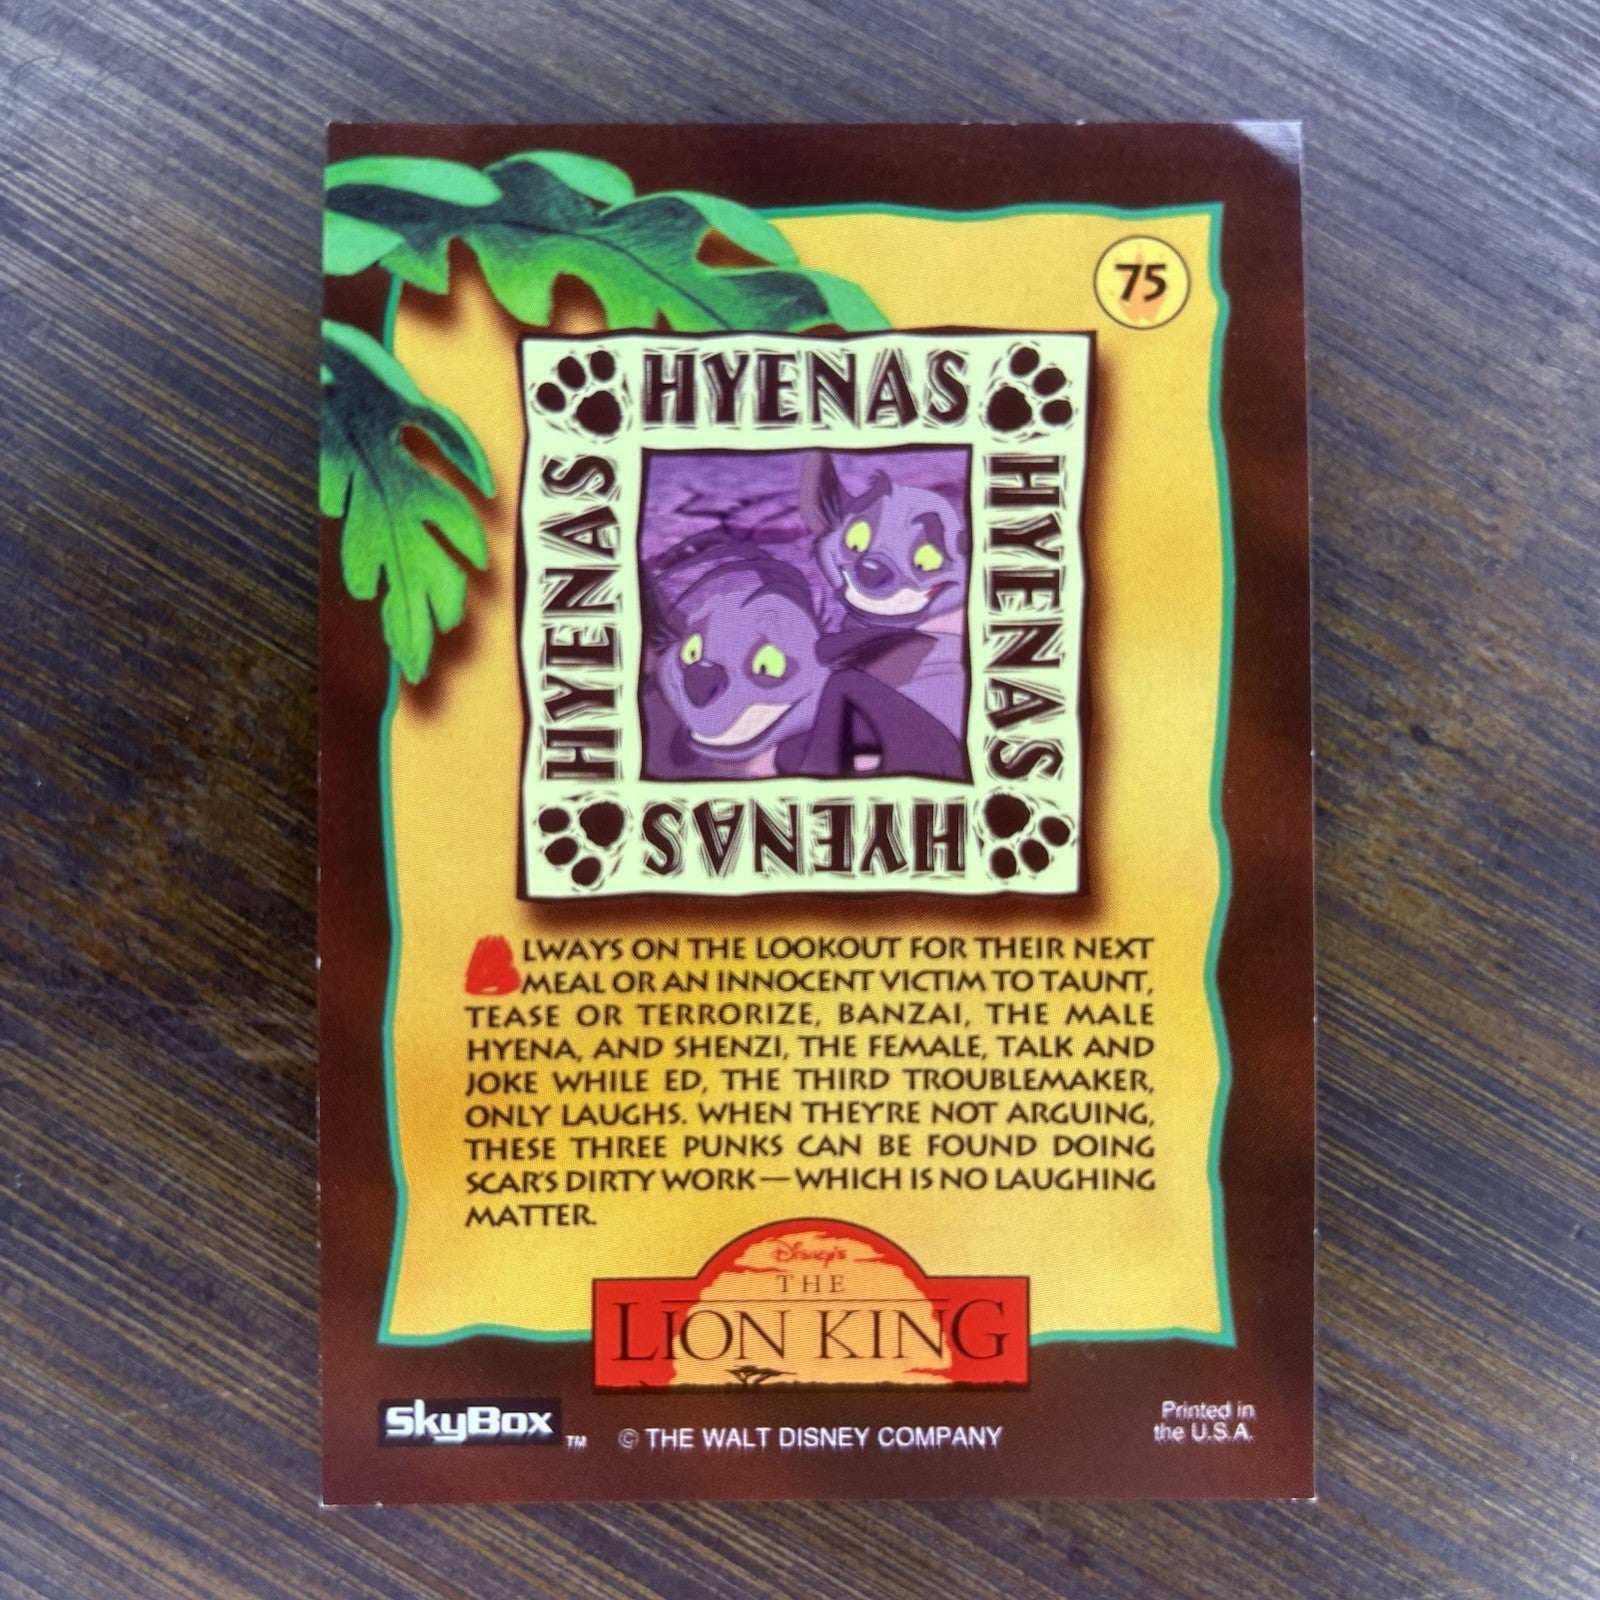 75
HYENAS
HYENAS
HYENAS
HYENAS
ALWAYS ON THE LOOKOUT FOR THEIR NEXT
MEAL OR AN INNOCENT VICTIM TO TAUNT,
TEASE OR TERRORIZE, BANZAI, THE MALE
HYENA, AND SHENZI, THE FEMALE, TALK AND
JOKE WHILE ED, THE THIRD TROUBLEMAKER,
ONLY LAUGHS. WHEN THEY'RE NOT ARGUING,
THESE THREE PUNKS CAN BE FOUND DOING
SCAR'S DIRTY WORK—WHICH IS NO LAUGHING
MATTER.
Disney's
THE
LION KING
SkyBox TM
© THE WALT DISNEY COMPANY
Printed in
the U.S.A.